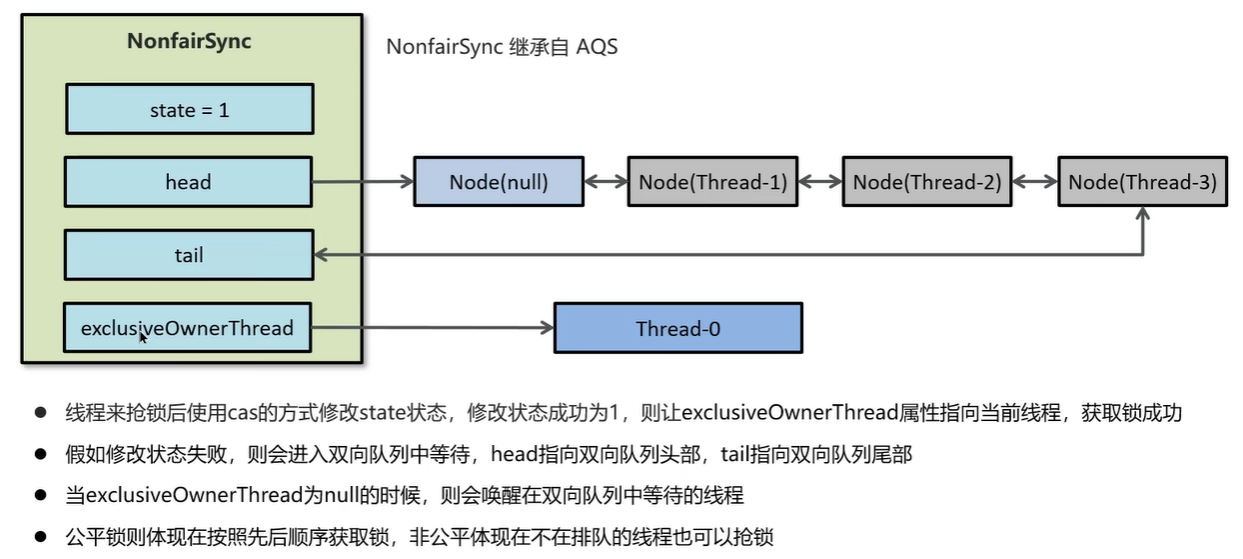 NonfairSync
NonfairSync 继承自 AQS
state = 1
head
Node(null)
Node(Thread-1)
Node(Thread-2)
Node(Thread-3)
tail
exclusiveOwnerThread
Thread-0
● 线程来抢锁后使用cas的方式修改state状态，修改状态成功为1，则让exclusiveOwnerThread属性指向当前线程，获取锁成功
● 假如修改状态失败，则会进入双向队列中等待，head指向双向队列头部，tail指向双向队列尾部
● 当exclusiveOwnerThread为null的时候，则会唤醒在双向队列中等待的线程
● 公平锁则体现在按照先后顺序获取锁，非公平体现在不在排队的线程也可以抢锁